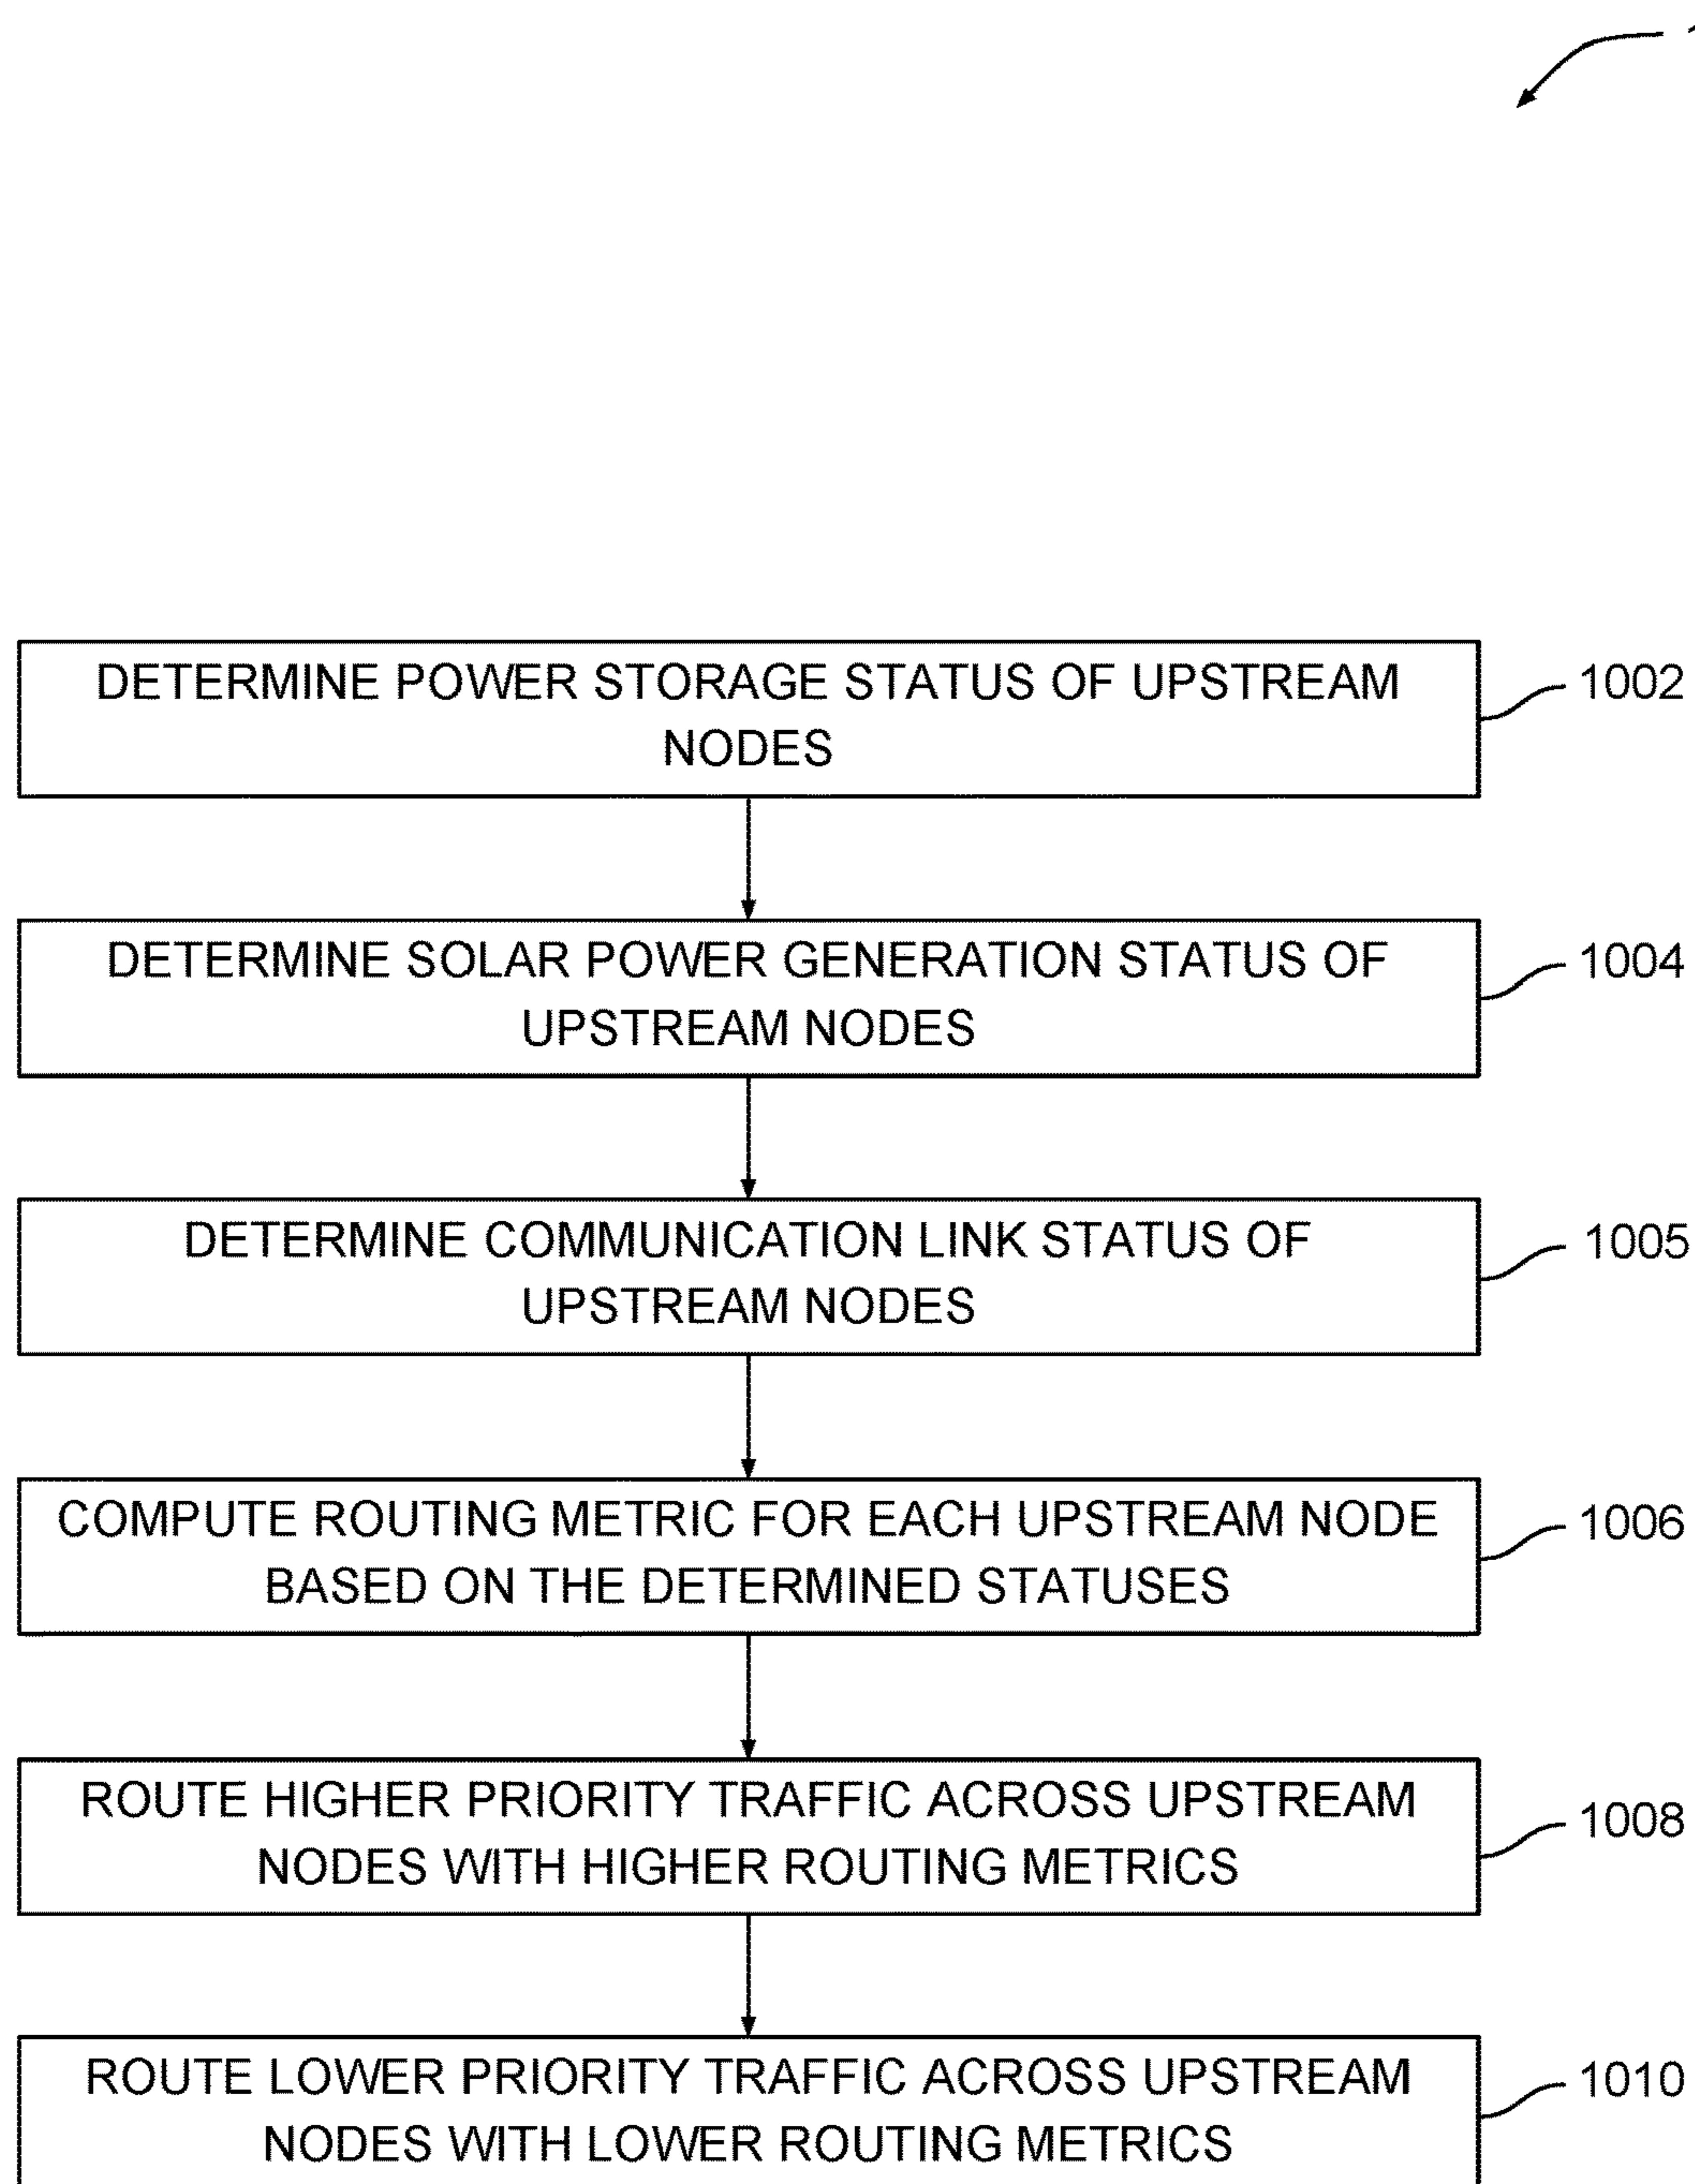 DETERMINE POWER STORAGE STATUS OF UPSTREAM
NODES
1002
DETERMINE SOLAR POWER GENERATION STATUS OF
UPSTREAM NODES
1004
DETERMINE COMMUNICATION LINK STATUS OF
UPSTREAM NODES
1005
COMPUTE ROUTING METRIC FOR EACH UPSTREAM NODE
BASED ON THE DETERMINED STATUSES
1006
ROUTE HIGHER PRIORITY TRAFFIC ACROSS UPSTREAM
NODES WITH HIGHER ROUTING METRICS
1008
ROUTE LOWER PRIORITY TRAFFIC ACROSS UPSTREAM
NODES WITH LOWER ROUTING METRICS
1010